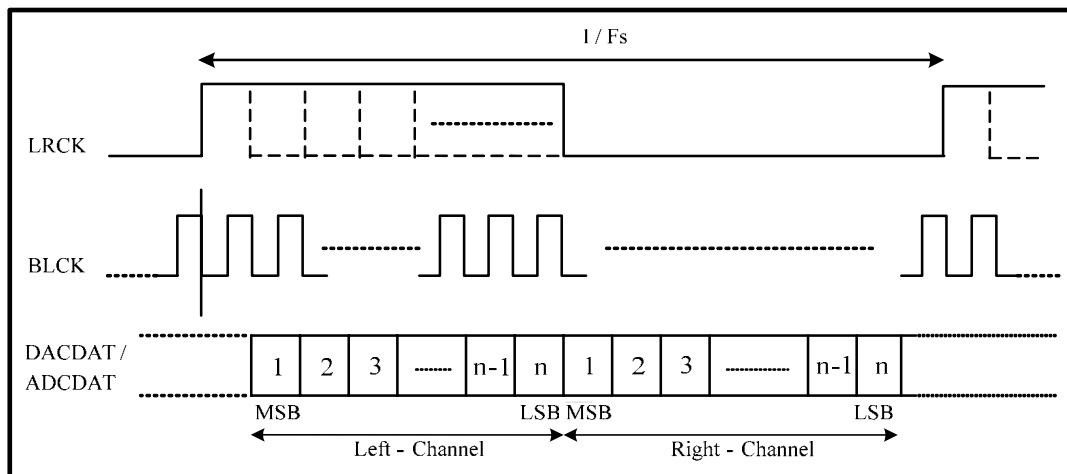 1 / Fs
LRCK
BLCK
DACDAT /
ADCDAT
1 2 3 n-1 n 1 2 3 n-1 n
MSB LSB MSB LSB
Left - Channel Right - Channel